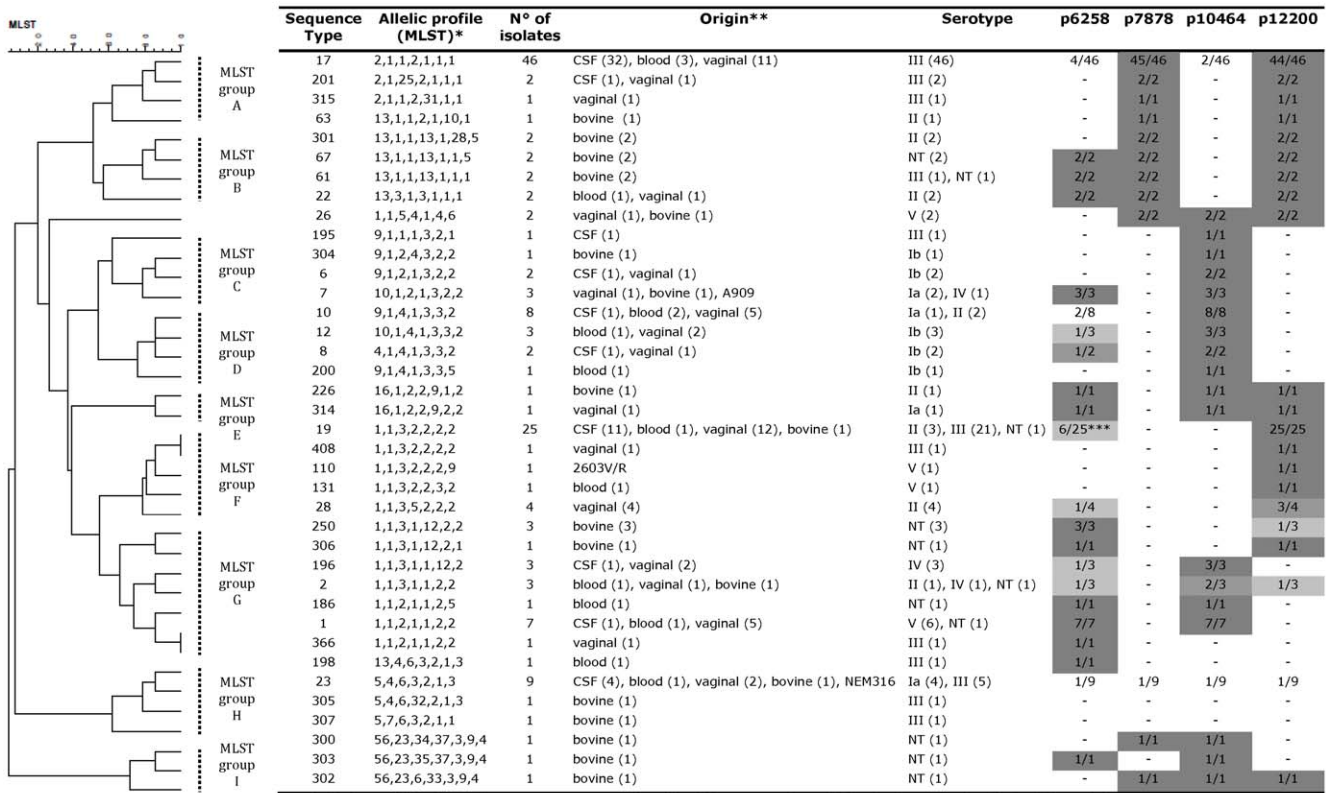 MLST
Sequence Type Allelic profile (MLST)* N° of isolates Origin** Serotype p6258 p7878 p10464 p12200
17 2,1,1,2,1,1,1 46 CSF (32), blood (3), vaginal (11) III (46) 4/46 45/46 2/46 44/46
201 2,1,25,2,1,1,1 2 CSF (1), vaginal (1) III (2) - 2/2 - 2/2
315 2,1,1,2,31,1,1 1 vaginal (1) III (1) - 1/1 - 1/1
63 13,1,1,2,1,10,1 1 bovine (1) II (1) - 1/1 - 1/1
301 13,1,1,13,1,28,5 2 bovine (2) II (2) - 2/2 - 2/2
67 13,1,1,13,1,1,5 2 bovine (2) NT (2) 2/2 2/2 - 2/2
61 13,1,1,13,1,1,1 2 bovine (2) III (1), NT (1) 2/2 2/2 - 2/2
22 13,3,1,3,1,1,1 2 blood (1), vaginal (1) II (2) 2/2 2/2 - 2/2
26 1,1,5,4,1,4,6 2 vaginal (1), bovine (1) V (2) - 2/2 2/2 2/2
195 9,1,1,1,3,2,1 1 CSF (1) III (1) - - 1/1 -
304 9,1,2,4,3,2,2 1 bovine (1) Ib (1) - - 1/1 -
6 9,1,2,1,3,2,2 2 CSF (1), vaginal (1) Ib (2) - - 2/2 -
7 10,1,2,1,3,2,2 3 vaginal (1), bovine (1), A909 Ia (2), IV (1) 3/3 - 3/3 -
10 9,1,4,1,3,3,2 8 CSF (1), blood (2), vaginal (5) Ia (1), II (2) 2/8 - 8/8 -
12 10,1,4,1,3,3,2 3 blood (1), vaginal (2) Ib (3) 1/3 - 3/3 -
8 4,1,4,1,3,3,2 2 CSF (1), vaginal (1) Ib (2) 1/2 - 2/2 -
200 9,1,4,1,3,3,5 1 blood (1) Ib (1) - - 1/1 -
226 16,1,2,2,9,1,2 1 bovine (1) II (1) 1/1 - 1/1 1/1
314 16,1,2,2,9,2,2 1 vaginal (1) Ia (1) 1/1 - 1/1 1/1
19 1,1,3,2,2,2,2 25 CSF (11), blood (1), vaginal (12), bovine (1) II (3), III (21), NT (1) 6/25*** - - 25/25
408 1,1,3,2,2,2,2 1 vaginal (1) III (1) - - - 1/1
110 1,1,3,2,2,2,9 1 2603V/R V (1) - - - 1/1
131 1,1,3,2,2,3,2 1 blood (1) V (1) - - - 1/1
28 1,1,3,5,2,2,2 4 vaginal (4) II (4) 1/4 - - 3/4
250 1,1,3,1,12,2,2 3 bovine (3) NT (3) 3/3 - - 1/3
306 1,1,3,1,12,2,1 1 bovine (1) NT (1) 1/1 - - 1/1
196 1,1,3,1,1,12,2 3 CSF (1), vaginal (2) IV (3) 1/3 - 3/3 -
2 1,1,3,1,1,2,2 3 blood (1), vaginal (1), bovine (1) II (1), IV (1), NT (1) 1/3 - 2/3 1/3
186 1,1,2,1,1,2,5 1 blood (1) NT (1) 1/1 - 1/1 -
1 1,1,2,1,1,2,2 7 CSF (1), blood (1), vaginal (5) V (6), NT (1) 7/7 - 7/7 -
366 1,1,2,1,1,2,2 1 vaginal (1) III (1) 1/1 - - -
198 13,4,6,3,2,1,3 1 blood (1) III (1) 1/1 - - -
23 5,4,6,3,2,1,3 9 CSF (4), blood (1), vaginal (2), bovine (1), NEM316 Ia (4), III (5) 1/9 1/9 1/9 1/9
305 5,4,6,32,2,1,3 1 bovine (1) III (1) - - - -
307 5,7,6,3,2,1,1 1 bovine (1) III (1) - - - -
300 56,23,34,37,3,9,4 1 bovine (1) NT (1) - 1/1 1/1 -
303 56,23,35,37,3,9,4 1 bovine (1) NT (1) 1/1 - 1/1 -
302 56,23,6,33,3,9,4 1 bovine (1) NT (1) - 1/1 1/1 1/1
MLST
group
A
MLST
group
B
MLST
group
C
MLST
group
D
MLST
group
E
MLST
group
F
MLST
group
G
MLST
group
H
MLST
group
I